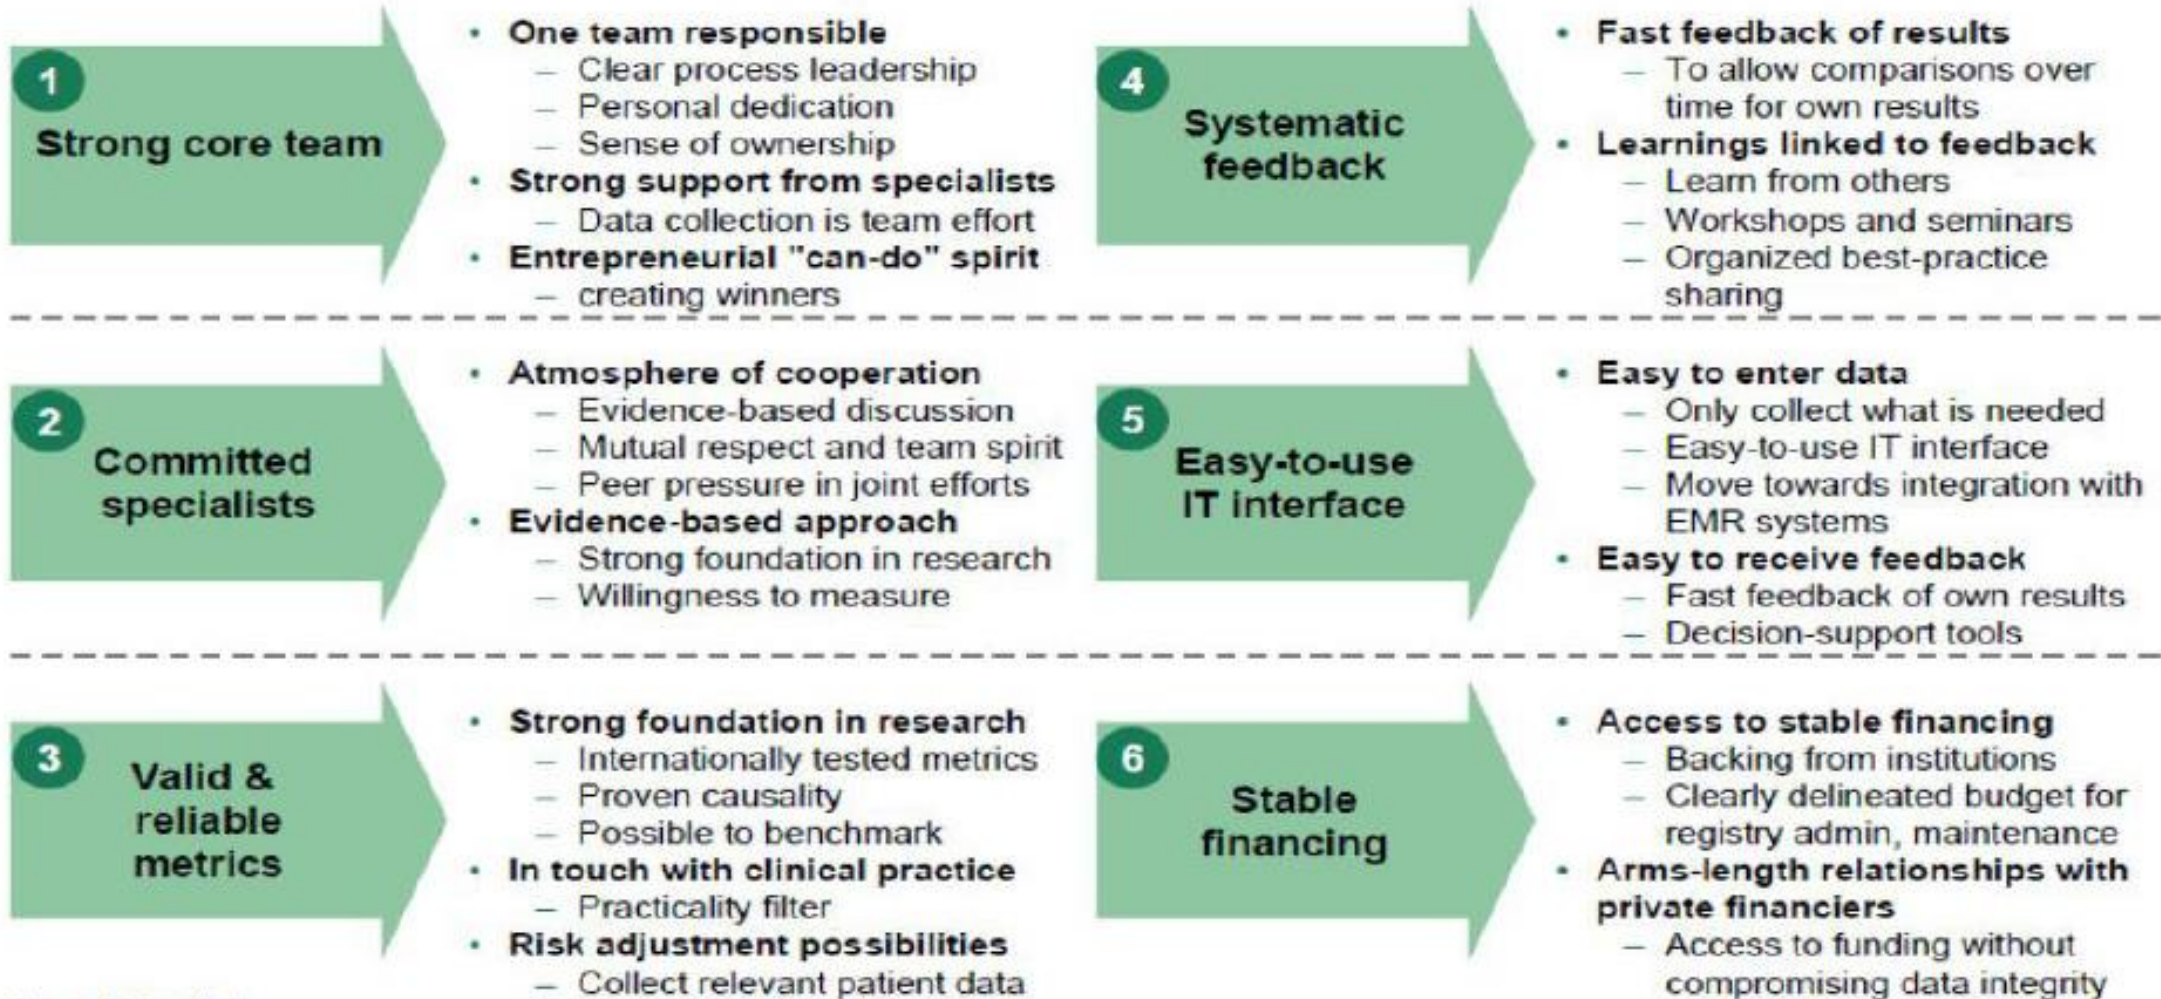 1
Strong core team
• One team responsible
– Clear process leadership
– Personal dedication
– Sense of ownership
• Strong support from specialists
– Data collection is team effort
• Entrepreneurial "can-do" spirit
– creating winners
2
Committed
specialists
• Atmosphere of cooperation
– Evidence-based discussion
– Mutual respect and team spirit
– Peer pressure in joint efforts
• Evidence-based approach
– Strong foundation in research
– Willingness to measure
3
Valid &
reliable
metrics
• Strong foundation in research
– Internationally tested metrics
– Proven causality
– Possible to benchmark
• In touch with clinical practice
– Practicality filter
• Risk adjustment possibilities
– Collect relevant patient data
4
Systematic
feedback
• Fast feedback of results
– To allow comparisons over
time for own results
• Learnings linked to feedback
– Learn from others
– Workshops and seminars
– Organized best-practice
sharing
5
Easy-to-use
IT interface
• Easy to enter data
– Only collect what is needed
– Easy-to-use IT interface
– Move towards integration with
EMR systems
• Easy to receive feedback
– Fast feedback of own results
– Decision-support tools
6
Stable
financing
• Access to stable financing
– Backing from institutions
– Clearly delineated budget for
registry admin, maintenance
• Arms-length relationships with
private financiers
– Access to funding without
compromising data integrity